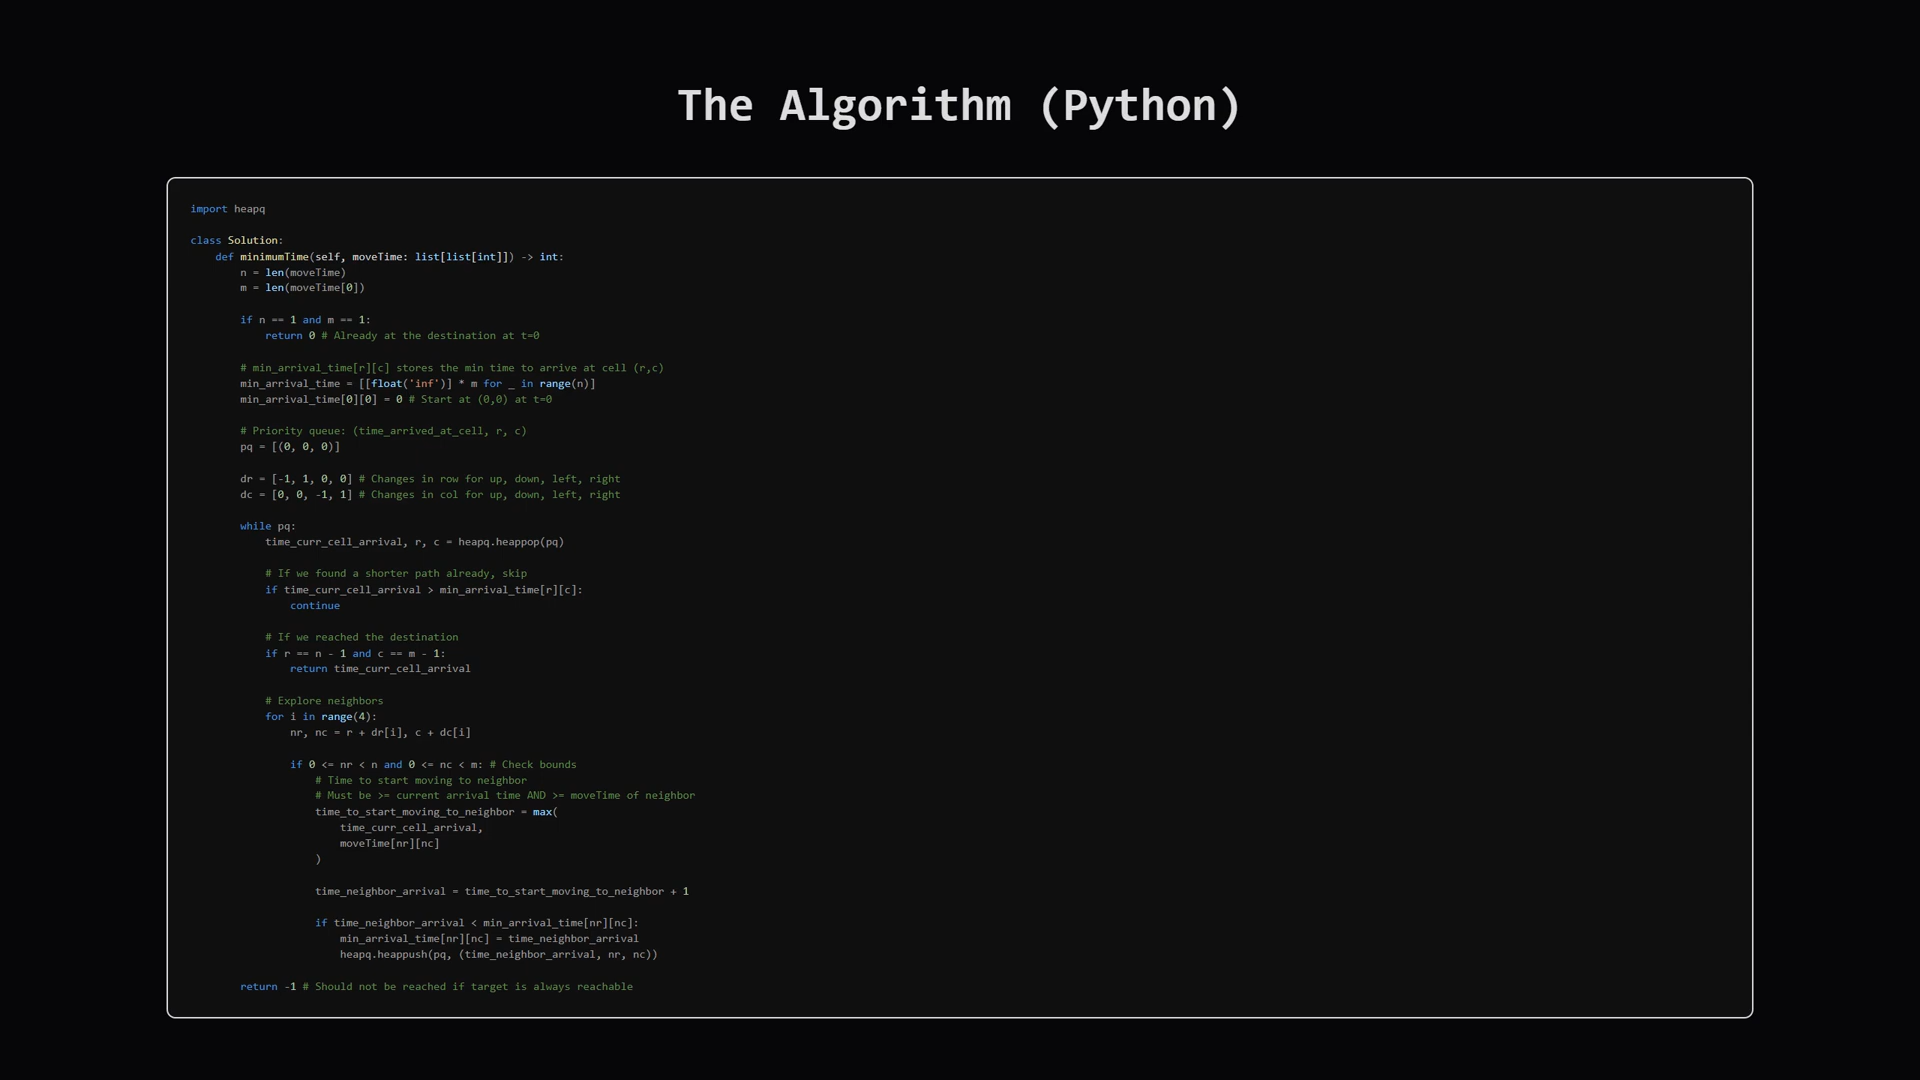 The Algorithm (Python)
import heapq
class Solution:
def minimumTime(self, moveTime: list[list[int]]) -> int:
n = len(moveTime)
m = len(moveTime[0])
if n == 1 and m == 1:
return 0 # Already at the destination at t=0
# min_arrival_time[r][c] stores the min time to arrive at cell (r,c)
min_arrival_time = [[float('inf')] * m for _ in range(n)]
min_arrival_time[0][0] = 0 # Start at (0,0) at t=0
# Priority queue: (time_arrived_at_cell, r, c)
pq = [(0, 0, 0)]
dr = [-1, 1, 0, 0] # Changes in row for up, down, left, right
dc = [0, 0, -1, 1] # Changes in col for up, down, left, right
while pq:
time_curr_cell_arrival, r, c = heapq.heappop(pq)
# If we found a shorter path already, skip
if time_curr_cell_arrival > min_arrival_time[r][c]:
continue
# If we reached the destination
if r == n - 1 and c == m - 1:
return time_curr_cell_arrival
# Explore neighbors
for i in range(4):
nr, nc = r + dr[i], c + dc[i]
if 0 <= nr < n and 0 <= nc < m: # Check bounds
# Time to start moving to neighbor
# Must be >= current arrival time AND >= moveTime of neighbor
time_to_start_moving_to_neighbor = max(
time_curr_cell_arrival,
moveTime[nr][nc]
)
time_neighbor_arrival = time_to_start_moving_to_neighbor + 1
if time_neighbor_arrival < min_arrival_time[nr][nc]:
min_arrival_time[nr][nc] = time_neighbor_arrival
heapq.heappush(pq, (time_neighbor_arrival, nr, nc))
return -1 # Should not be reached if target is always reachable